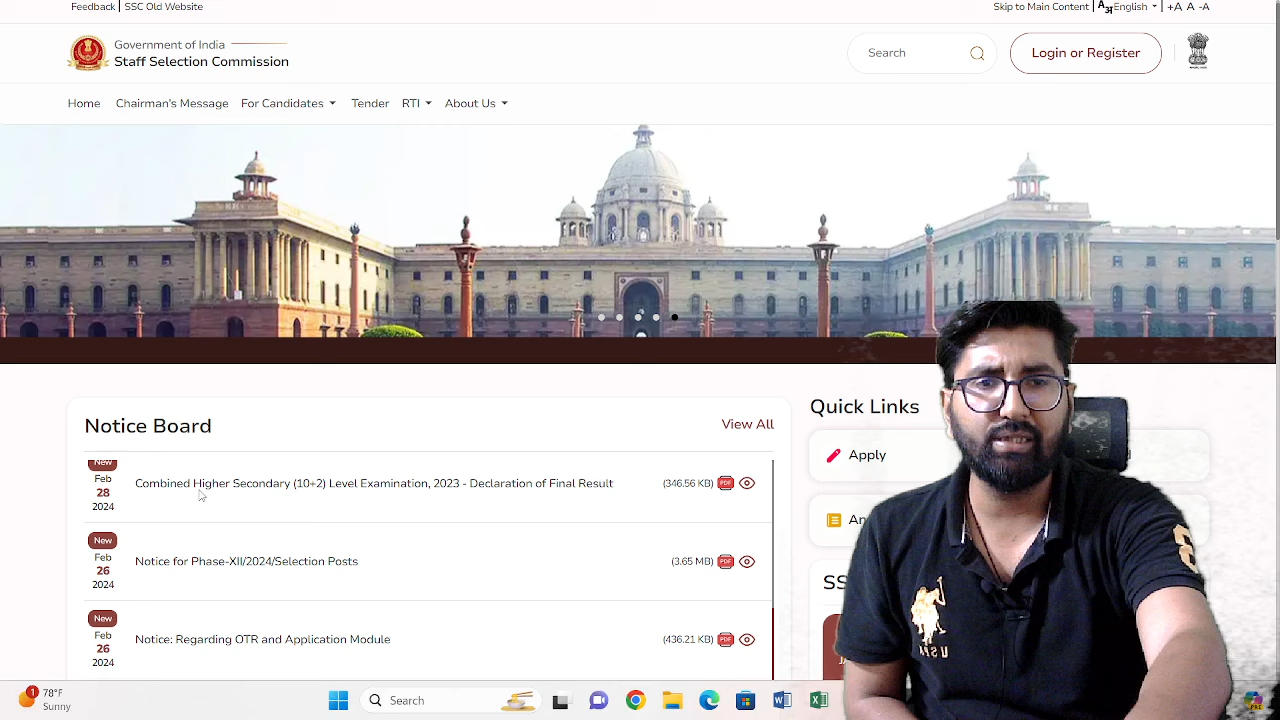 Feedback | SSC Old Website
Skip to Main Content | English | +A A -A
Government of India
Staff Selection Commission
Search
Login or Register
Home Chairman's Message For Candidates Tender RTI About Us
Notice Board
View All
New
Feb
28
2024
Combined Higher Secondary (10+2) Level Examination, 2023 - Declaration of Final Result
(346.56 KB) PDF
New
Feb
26
2024
Notice for Phase-XII/2024/Selection Posts
(3.65 MB) PDF
New
Feb
26
2024
Notice: Regarding OTR and Application Module
(436.21 KB) PDF
Quick Links
Apply
1
78°F
Sunny
Search
PRE